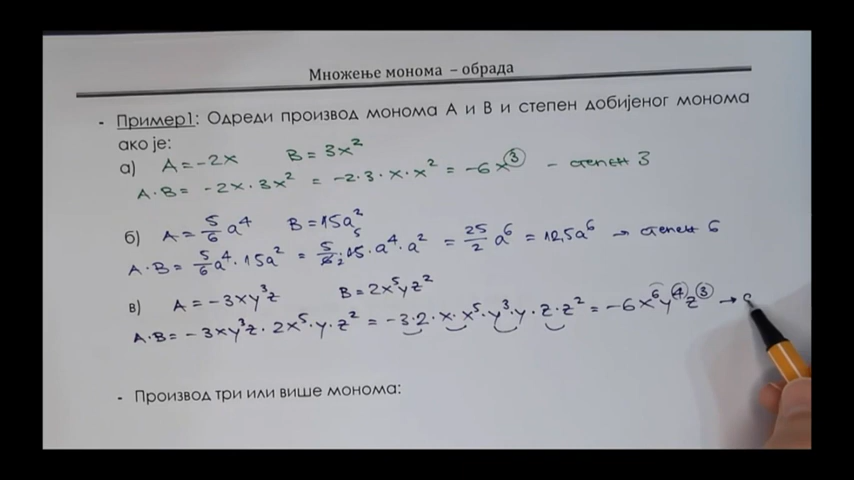 Множење монома – обрада
- Пример1: Одреди производ монома А и В и степен добијеног монома
ако је:
а) A = -2x B = 3x²
A·B = -2x·3x² = -2·3·x·x² = -6x³ - степен 3
б) A = 5/6 a⁴ B = 15a²
A·B = 5/6 a⁴·15a² = 5/6·15·a⁴·a² = 25/2 a⁶ = 12,5a⁶ → степен 6
в) A = -3xy³z B = 2x⁵yz²
A·B = -3xy³z·2x⁵·y·z² = -3·2·x·x⁵·y³·y·z·z² = -6x⁶y⁴z³ →
- Производ три или више монома: